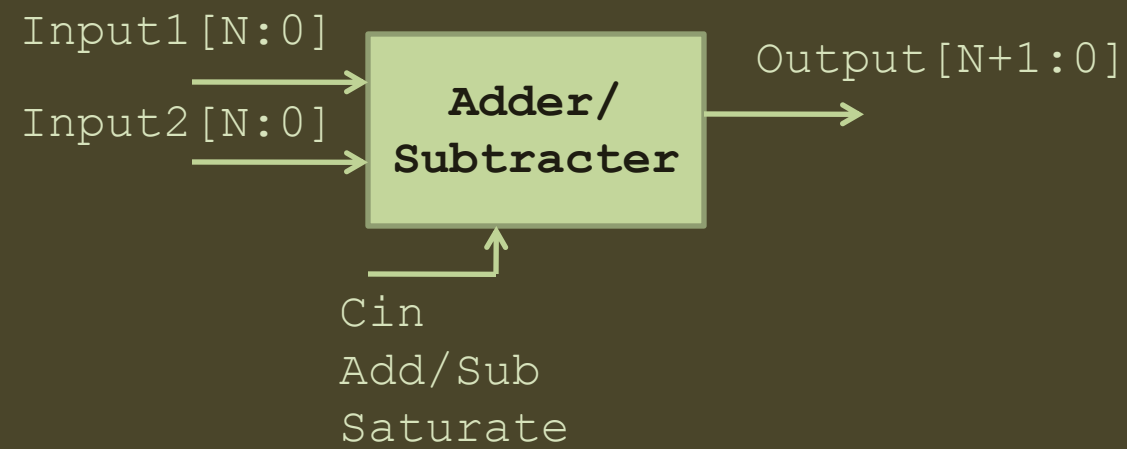 Input1[N:0]
Input2[N:0]
Adder/
Subtracter
Output[N+1:0]
Cin
Add/Sub
Saturate